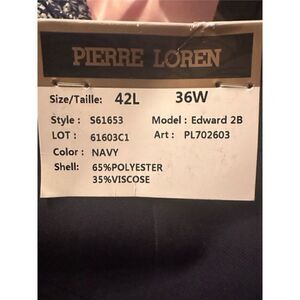 PIERRE LOREN
Size/Taille: 42L 36W
Style : S61653 Model : Edward 2B
LOT : 61603C1 Art : PL702603
Color : NAVY
Shell: 65%POLYESTER
35%VISCOSE